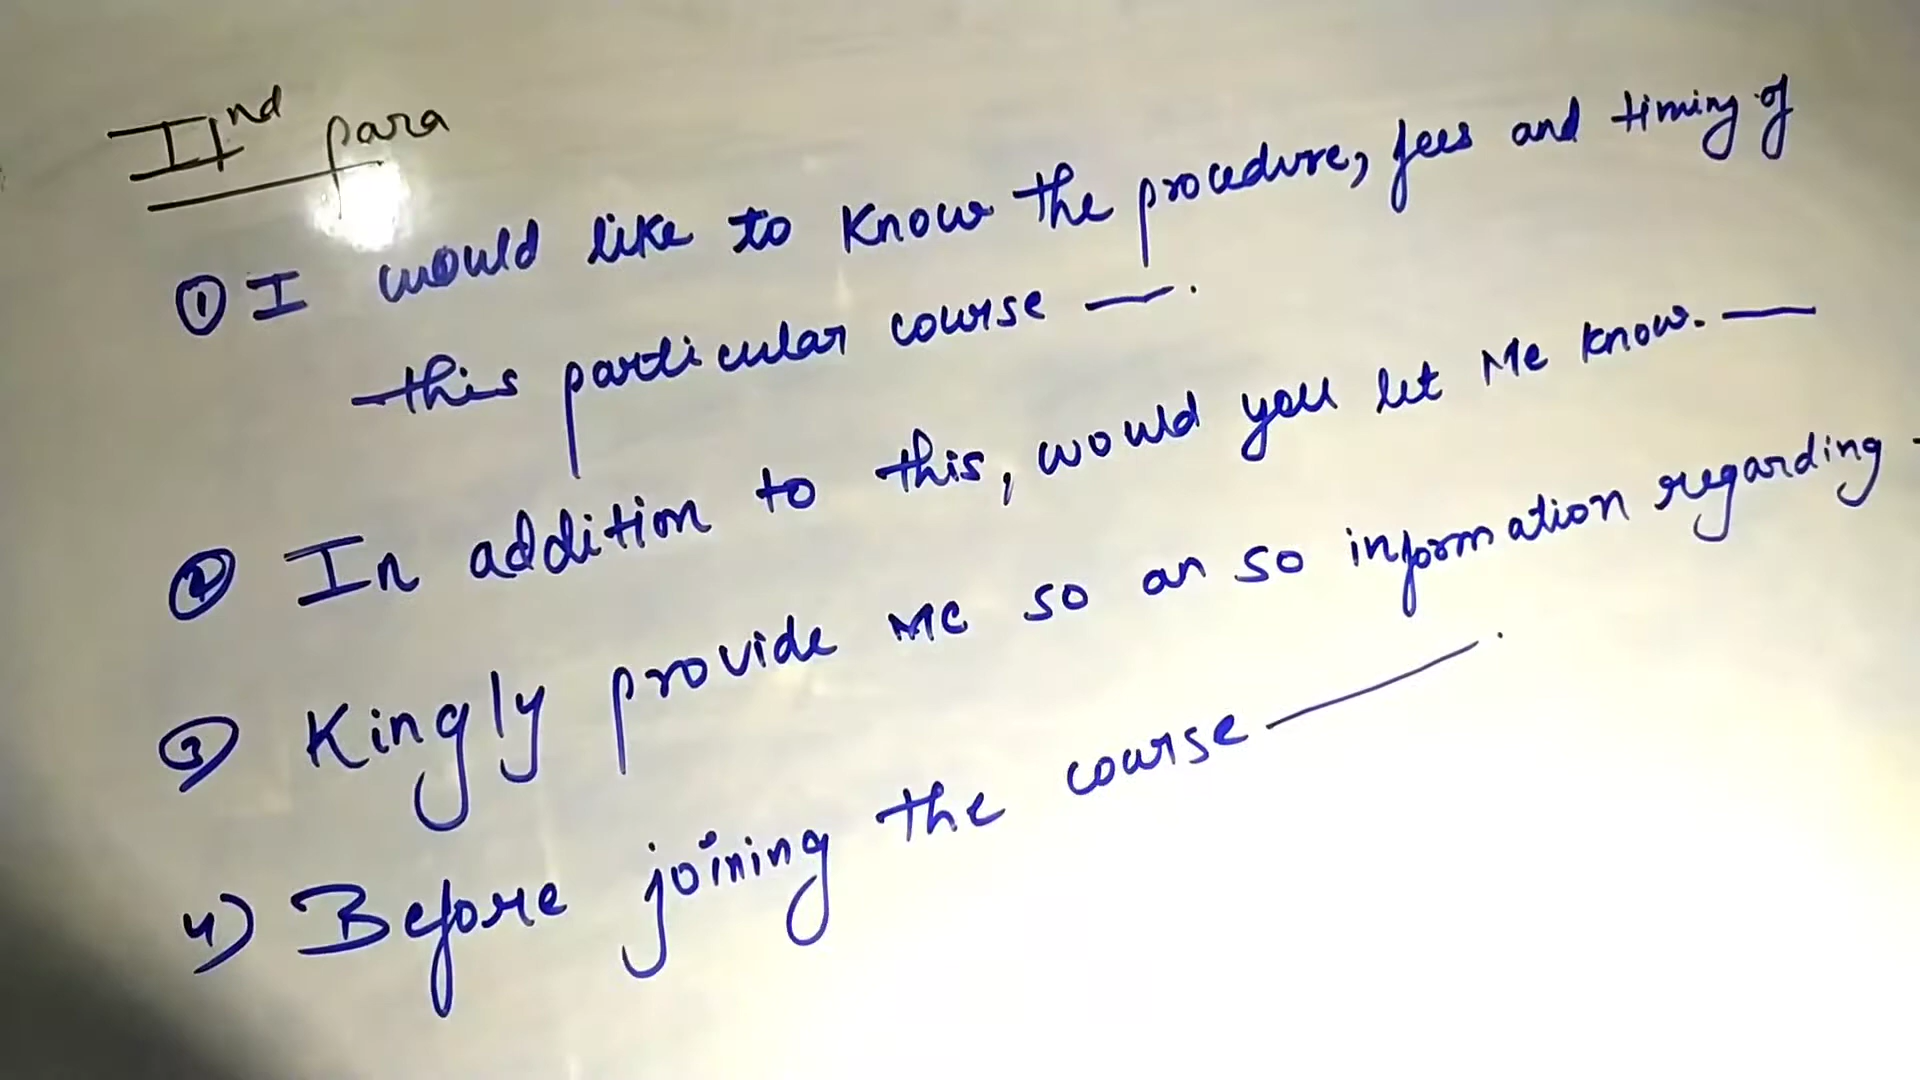 IInd para
① I would like to know the procedure, fees and timing of
this particular course —.
② In addition to this, would you let Me know. —
③ Kingly provide me so an so information regarding -
4) Before joining the course —.